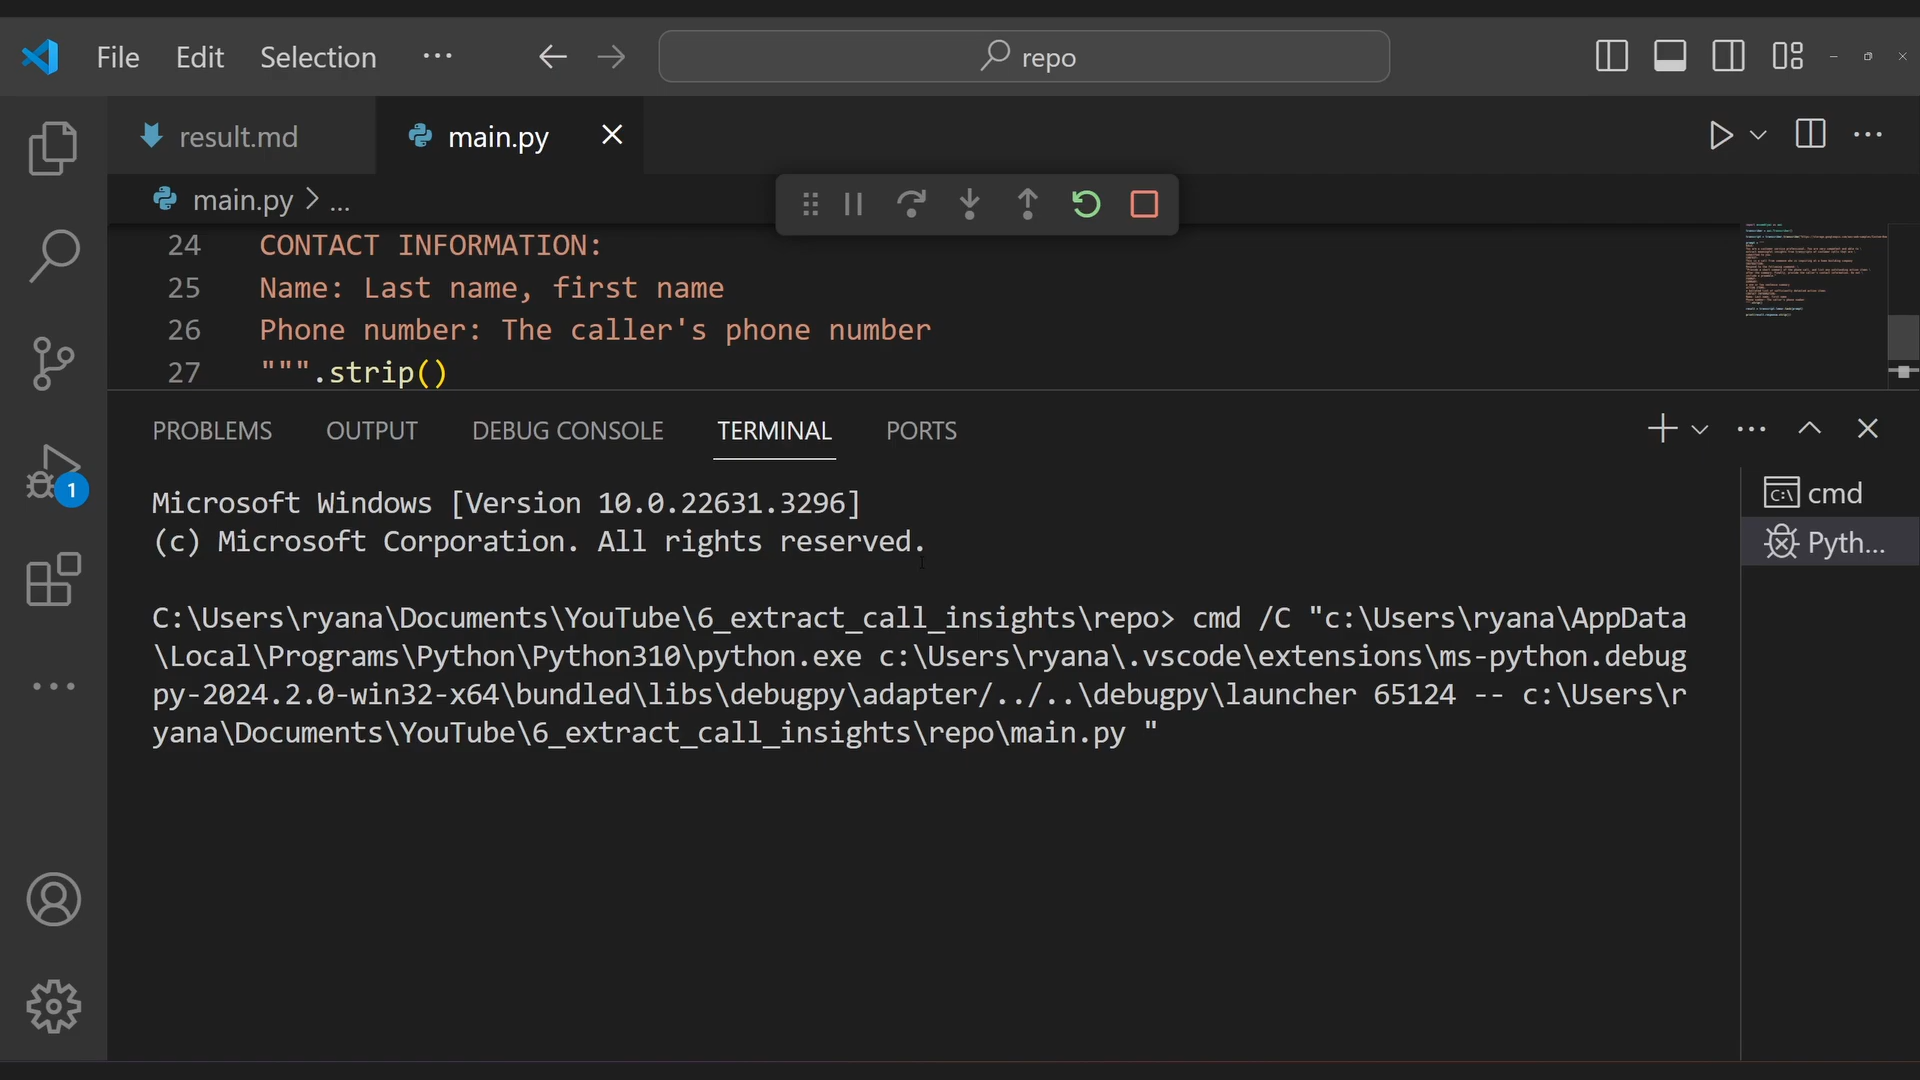 File Edit Selection ... repo
result.md main.py
main.py > ...
24 CONTACT INFORMATION:
25 Name: Last name, first name
26 Phone number: The caller's phone number
27 """.strip()
PROBLEMS OUTPUT DEBUG CONSOLE TERMINAL PORTS
Microsoft Windows [Version 10.0.22631.3296]
(c) Microsoft Corporation. All rights reserved.
C:\Users\ryana\Documents\YouTube\6_extract_call_insights\repo> cmd /C "c:\Users\ryana\AppData
\Local\Programs\Python\Python310\python.exe c:\Users\ryana\.vscode\extensions\ms-python.debug
py-2024.2.0-win32-x64\bundled\libs\debugpy\adapter/../..\debugpy\launcher 65124 -- c:\Users\r
yana\Documents\YouTube\6_extract_call_insights\repo\main.py "
cmd
Pyth...
1